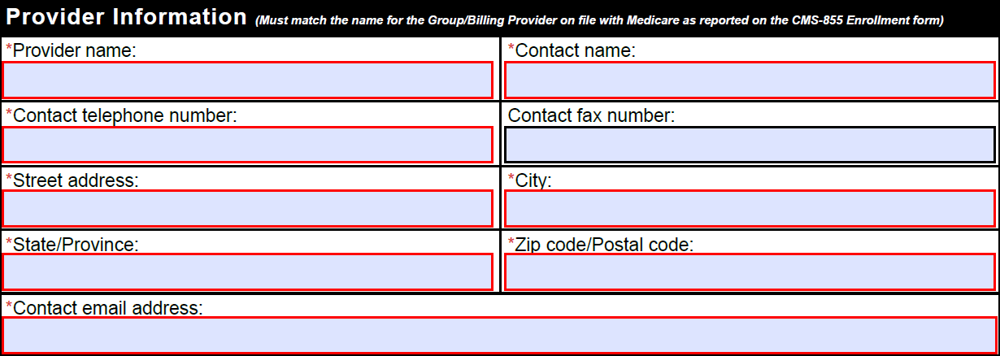 Provider Information (Must match the name for the Group/Billing Provider on file with Medicare as reported on the CMS-855 Enrollment form)
*Provider name:
*Contact name:
*Contact telephone number:
Contact fax number:
*Street address:
*City:
*State/Province:
*Zip code/Postal code:
*Contact email address: